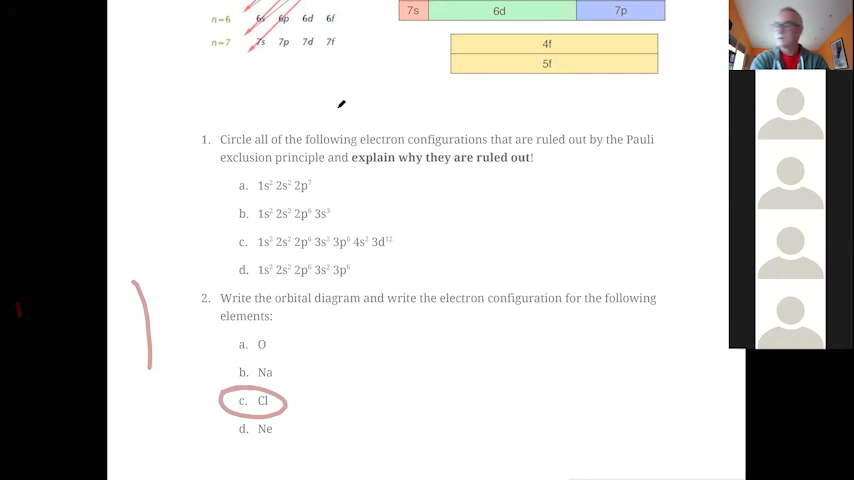 7s 6d 7p
n=6 6s 6p 6d 6f
n=7 7s 7p 7d 7f
4f
5f
1. Circle all of the following electron configurations that are ruled out by the Pauli
exclusion principle and explain why they are ruled out!
a. 1s² 2s² 2p⁷
b. 1s² 2s² 2p⁶ 3s³
c. 1s² 2s² 2p⁶ 3s² 3p⁶ 4s² 3d¹²
d. 1s² 2s² 2p⁶ 3s² 3p⁶
2. Write the orbital diagram and write the electron configuration for the following
elements:
a. O
b. Na
c. Cl
d. Ne